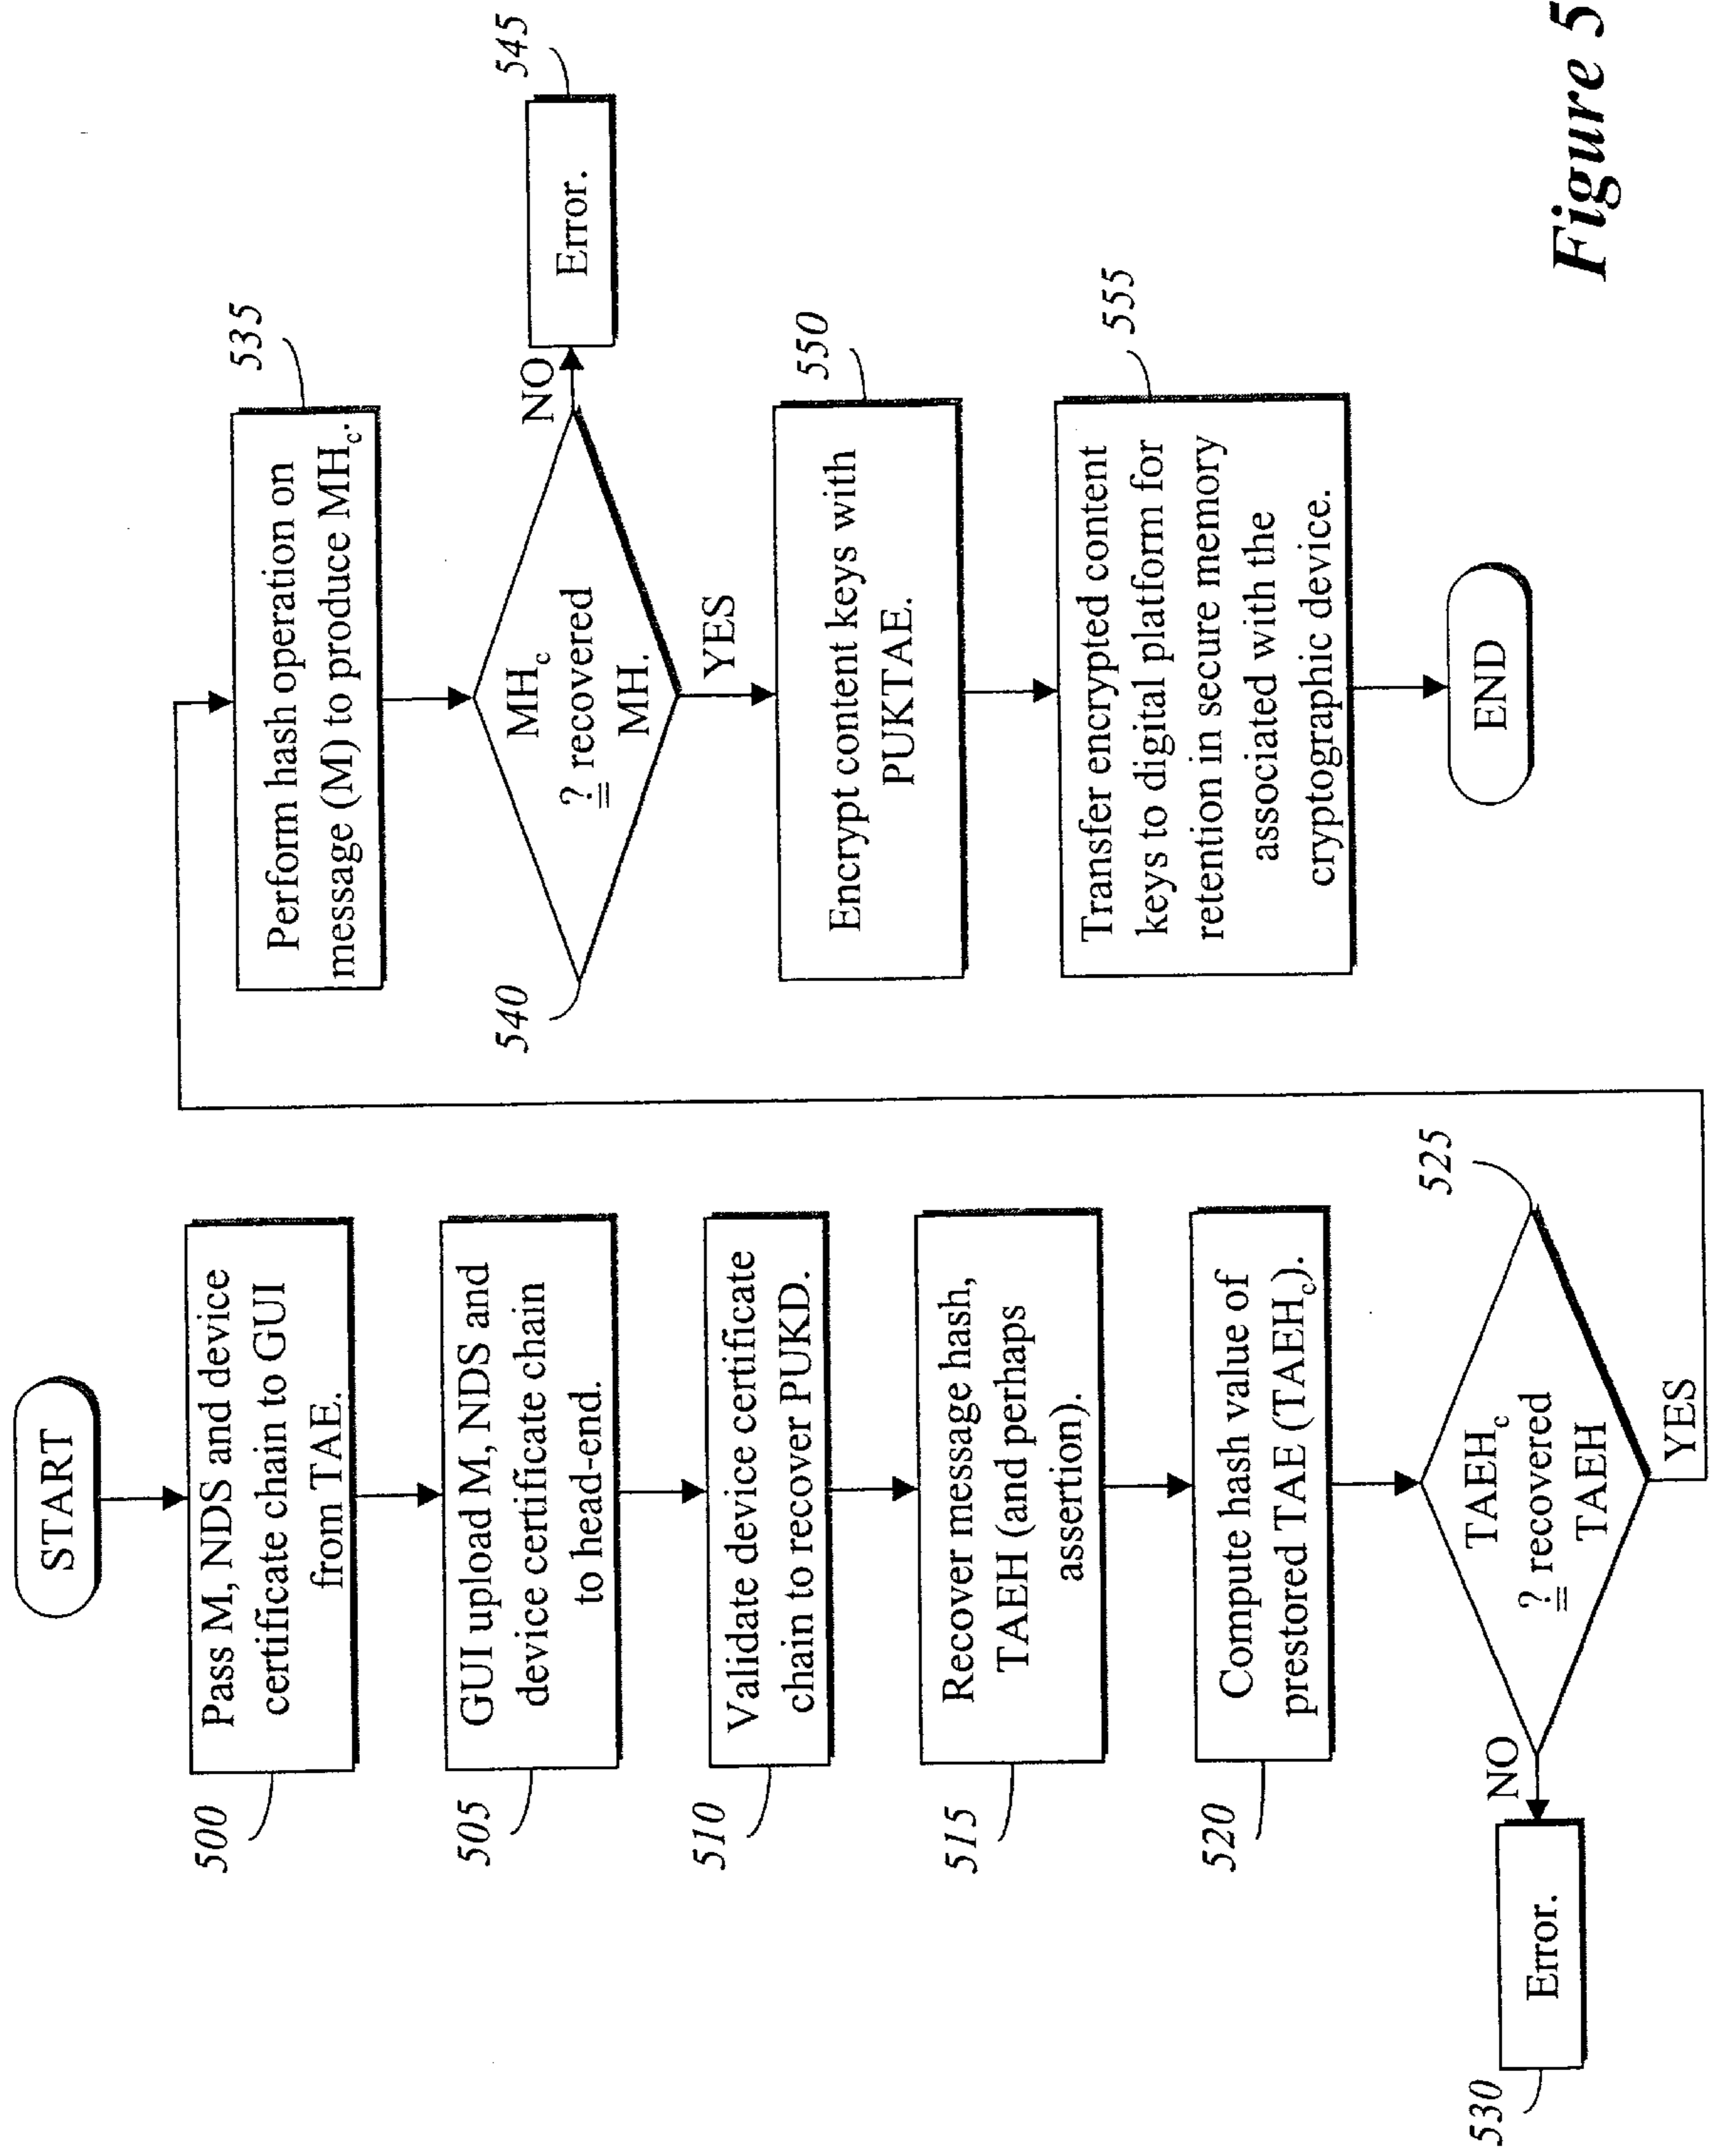 START
Pass M, NDS and device
certificate chain to GUI
from TAE.
500
GUI upload M, NDS and
device certificate chain
to head-end.
505
Validate device certificate
chain to recover PUKD.
510
Recover message hash,
TAEH (and perhaps
assertion).
515
Compute hash value of
prestored TAE (TAEHc).
520
TAEHc
?= recovered
TAEH
525
NO
Error.
530
YES
Perform hash operation on
message (M) to produce MHc.
535
MHc
?= recovered
MH.
540
NO
Error.
545
YES
Encrypt content keys with
PUKTAE.
550
Transfer encrypted content
keys to digital platform for
retention in secure memory
associated with the
cryptographic device.
555
END
Figure 5